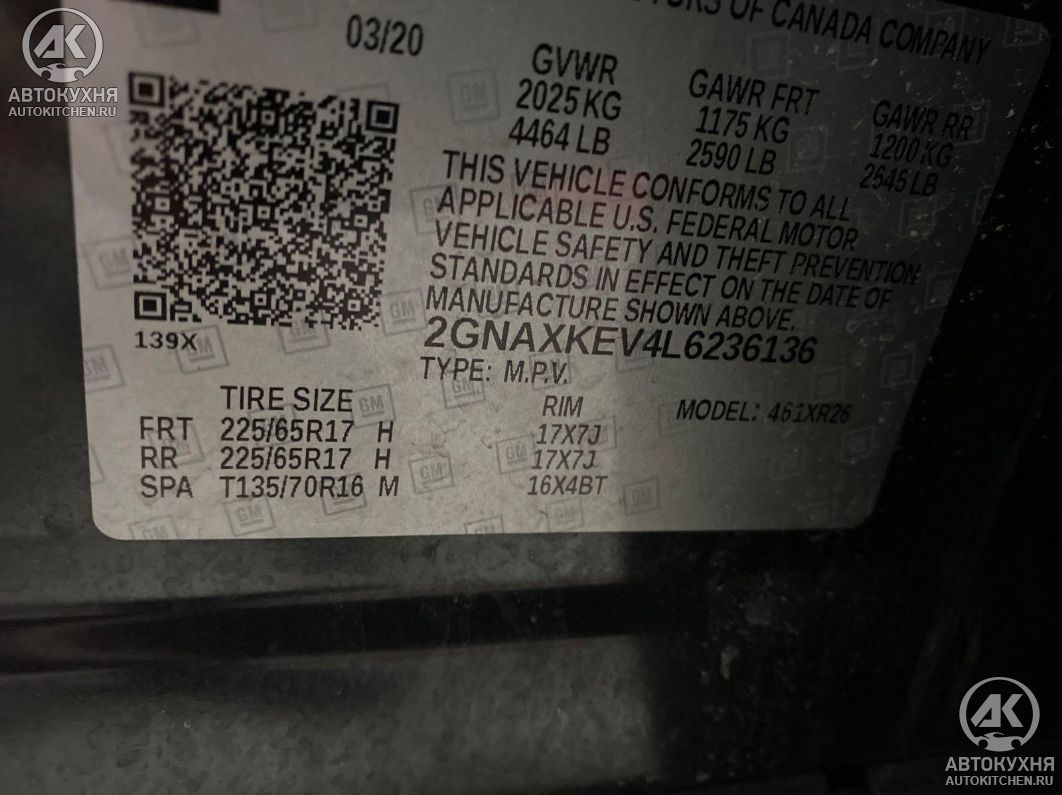 AK
АВТОКУХНЯ
AUTOKITCHEN.RU
OF CANADA COMPANY
03/20
GVWR
2025 KG
4464 LB
GAWR FRT
1175 KG
2590 LB
GAWR RR
1200 KG
2645 LB
THIS VEHICLE CONFORMS TO ALL
APPLICABLE U.S. FEDERAL MOTOR
VEHICLE SAFETY AND THEFT PREVENTION
STANDARDS IN EFFECT ON THE DATE OF
MANUFACTURE SHOWN ABOVE.
2GNAXKEV4L6236136
139X
TYPE: M.P.V.
MODEL: 461XR26
TIRE SIZE RIM
FRT 225/65R17 H 17X7J
RR 225/65R17 H 17X7J
SPA T135/70R16 M 16X4BT
AK
АВТОКУХНЯ
AUTOKITCHEN.RU